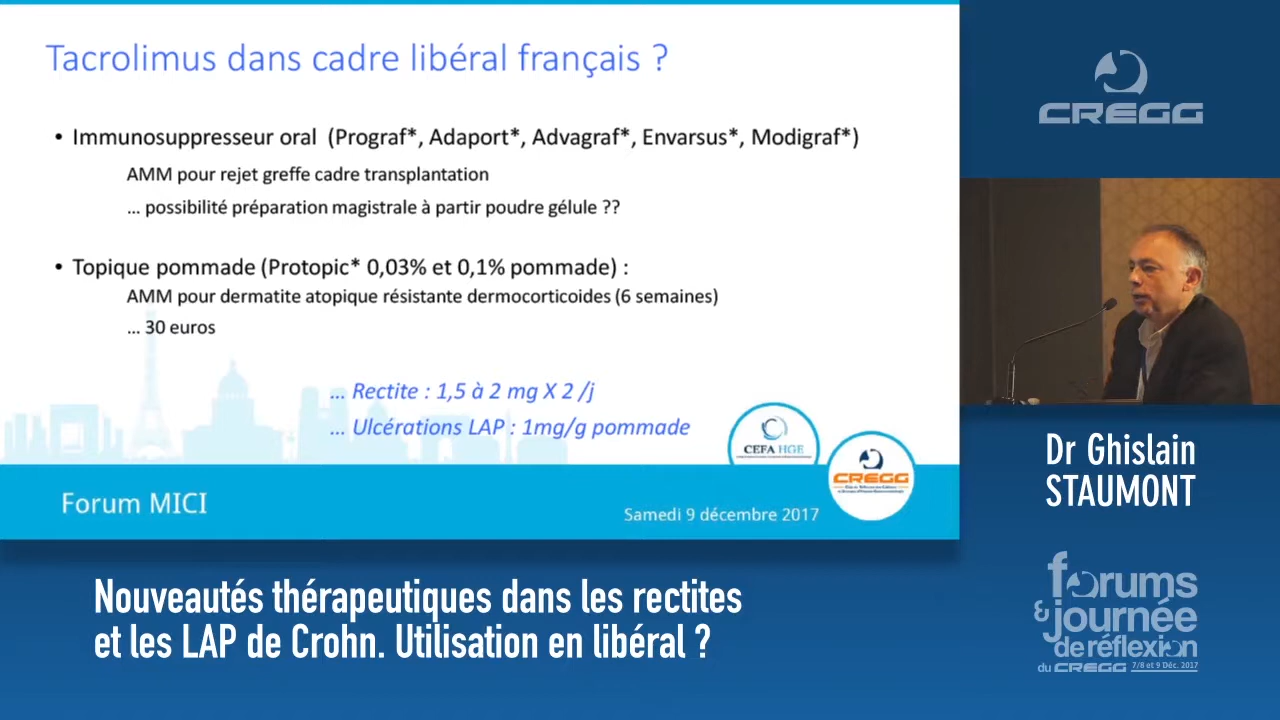 Tacrolimus dans cadre libéral français ?
• Immunosuppresseur oral (Prograf*, Adaport*, Advagraf*, Envarsus*, Modigraf*)
AMM pour rejet greffe cadre transplantation
... possibilité préparation magistrale à partir poudre gélule ??
• Topique pommade (Protopic* 0,03% et 0,1% pommade) :
AMM pour dermatite atopique résistante dermocorticoides (6 semaines)
... 30 euros
... Rectite : 1,5 à 2 mg X 2 /j
... Ulcérations LAP : 1mg/g pommade
CEFA HGE
CREGG
Forum MICI
Samedi 9 décembre 2017
CREGG
Dr Ghislain
STAUMONT
Nouveautés thérapeutiques dans les rectites
et les LAP de Crohn. Utilisation en libéral ?
forums
& journée
de réflexion
du CREGG 7/8 et 9 Déc. 2017